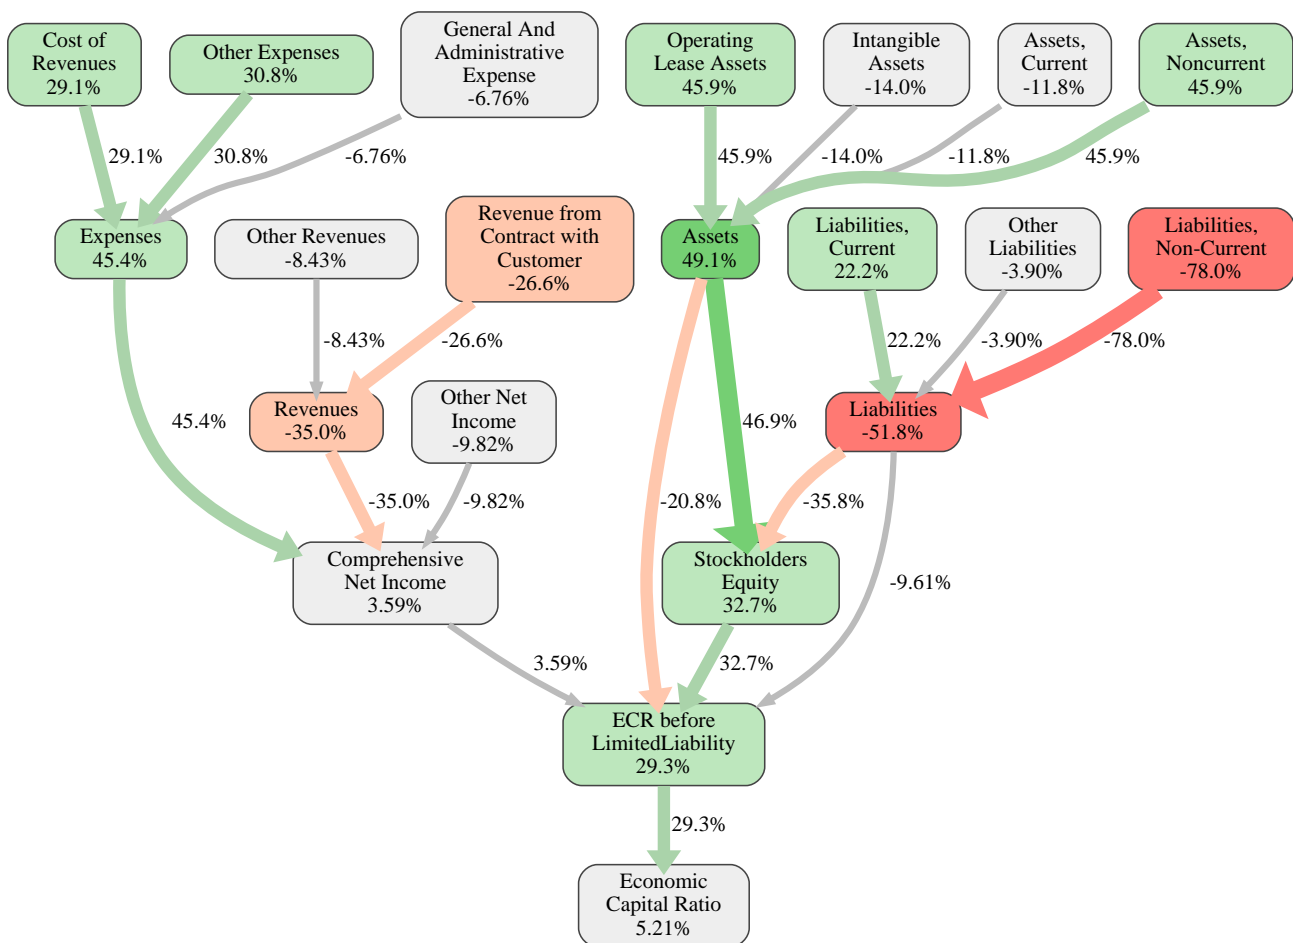 Cost of
Revenues
29.1%
Other Expenses
30.8%
General And
Administrative
Expense
-6.76%
Operating
Lease Assets
45.9%
Intangible
Assets
-14.0%
Assets,
Current
-11.8%
Assets,
Noncurrent
45.9%
29.1%
30.8%
-6.76%
45.9%
-14.0%
-11.8%
45.9%
Expenses
45.4%
Other Revenues
-8.43%
Revenue from
Contract with
Customer
-26.6%
Assets
49.1%
Liabilities,
Current
22.2%
Other
Liabilities
-3.90%
Liabilities,
Non-Current
-78.0%
-8.43%
-26.6%
22.2%
-3.90%
-78.0%
45.4%
Revenues
-35.0%
Other Net
Income
-9.82%
46.9%
Liabilities
-51.8%
-35.0%
-9.82%
-20.8%
-35.8%
Comprehensive
Net Income
3.59%
Stockholders
Equity
32.7%
-9.61%
3.59%
32.7%
ECR before
LimitedLiability
29.3%
29.3%
Economic
Capital Ratio
5.21%